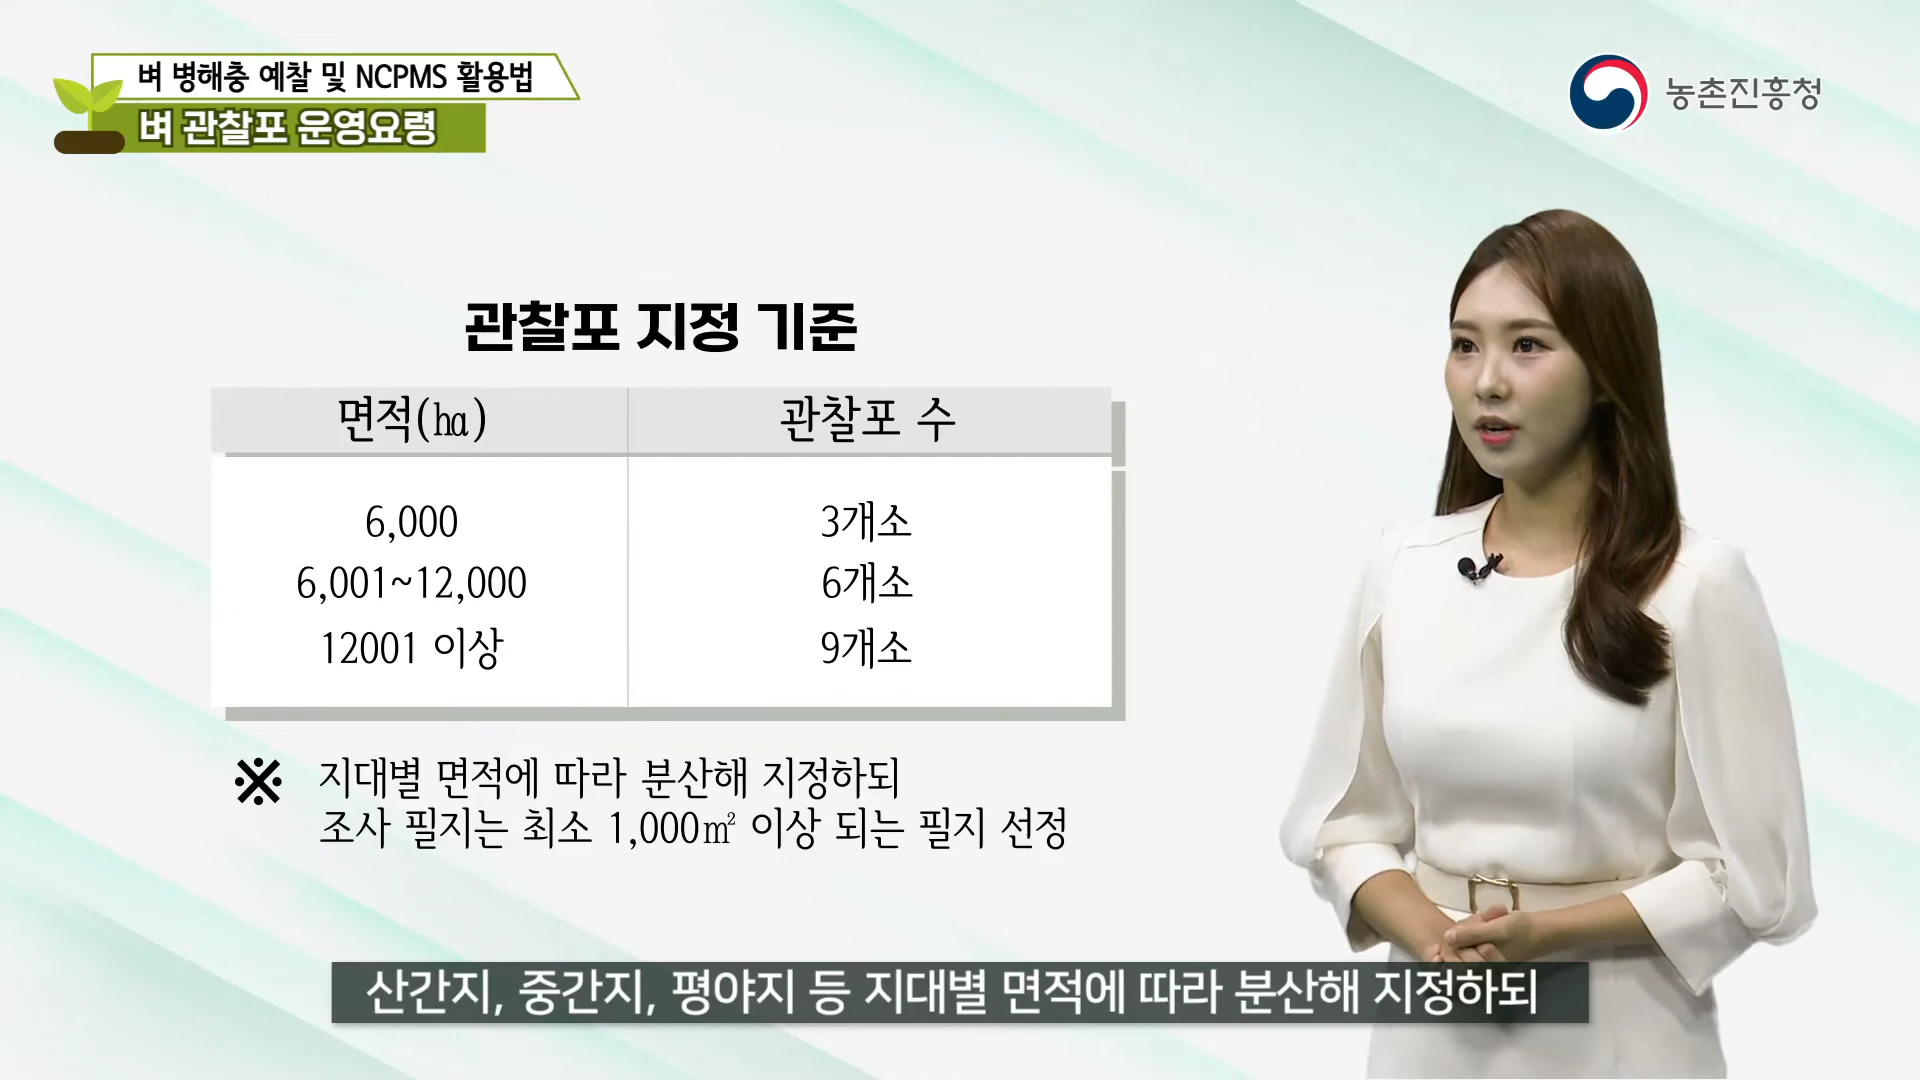 벼 병해충 예찰 및 NCPMS 활용법
벼 관찰포 운영요령
농촌진흥청
관찰포 지정 기준
면적(㏊) 관찰포 수
6,000 3개소
6,001~12,000 6개소
12001 이상 9개소
※ 지대별 면적에 따라 분산해 지정하되
조사 필지는 최소 1,000㎡ 이상 되는 필지 선정
산간지, 중간지, 평야지 등 지대별 면적에 따라 분산해 지정하되